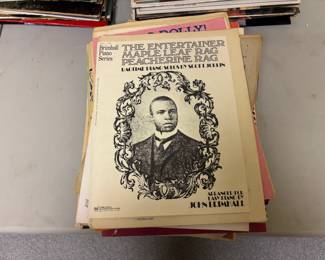 DOLLY!
Brimhall
Piano
Series
THE ENTERTAINER
MAPLE LEAF RAG
PEACHERINE RAG
RAGTIME PIANO SOLOS BY SCOTT JOPLIN
ARRANGED FOR
EASY PIANO BY
JOHN BRIMHALL